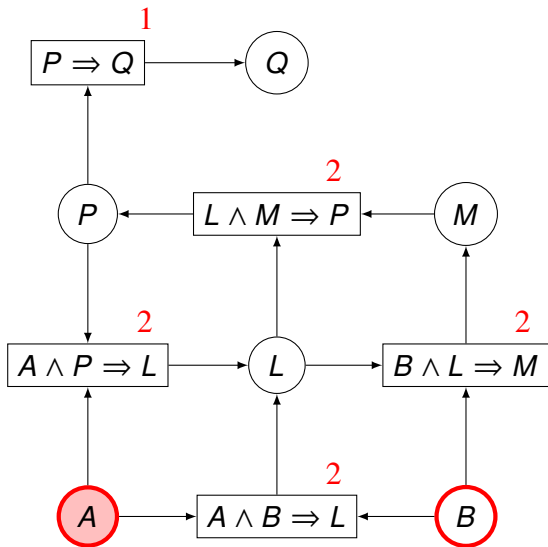 1
P ⇒ Q
Q
2
P
L ∧ M ⇒ P
M
2
2
A ∧ P ⇒ L
L
B ∧ L ⇒ M
2
A
A ∧ B ⇒ L
B